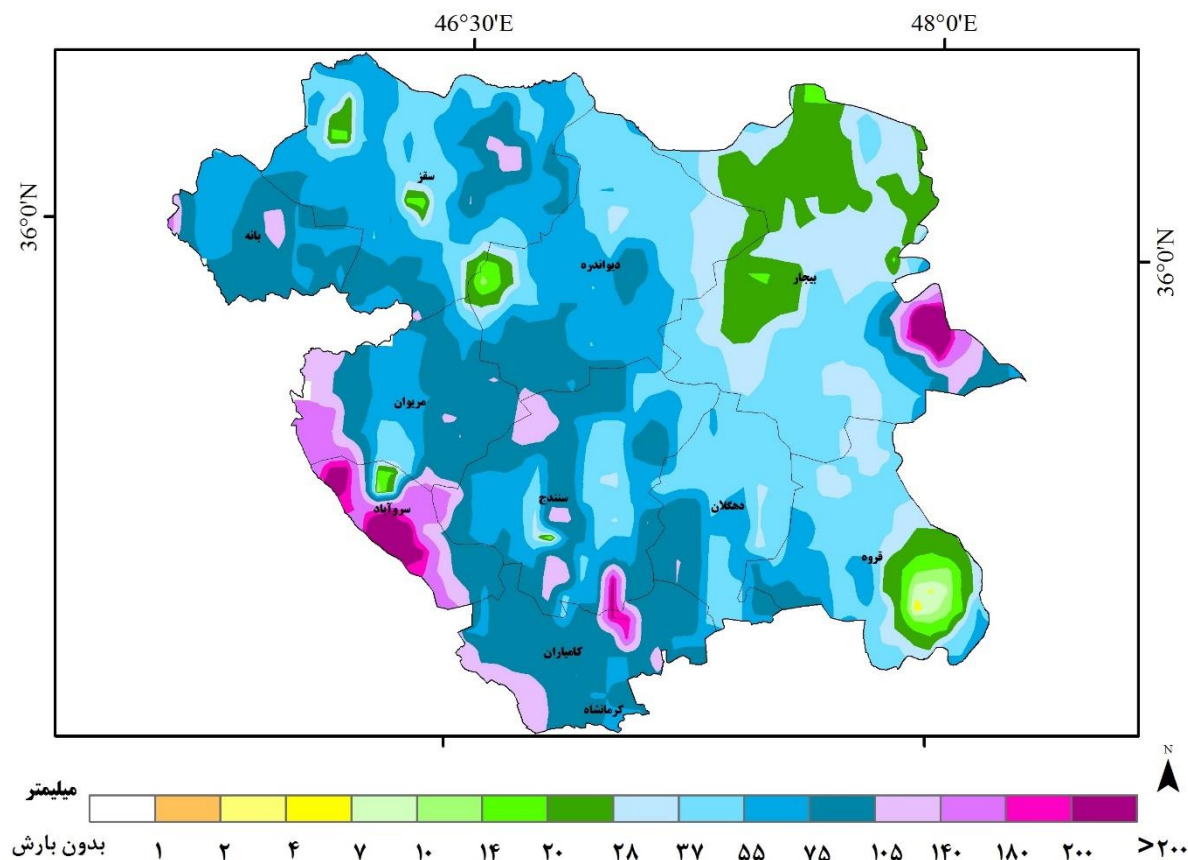 46°30'E 48°0'E
36°0'N
36°0'N
سقز
بانه
دیواندره
بیجار
مریوان
سنندج
سروآباد
دهگلان
قروه
کامیاران
کرمانشاه
N
میلیمتر
بدون بارش ۱ ۲ ۴ ۷ ۱۰ ۱۴ ۲۰ ۲۸ ۳۷ ۵۵ ۷۵ ۱۰۵ ۱۴۰ ۱۸۰ ۲۰۰ >۲۰۰